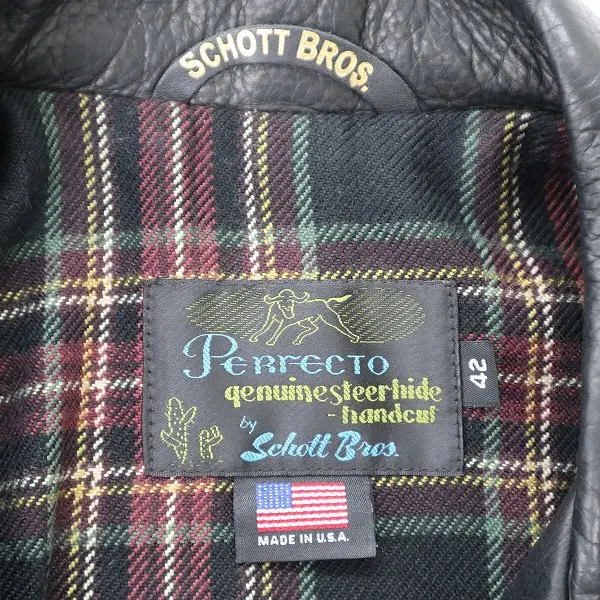 SCHOTT BROS.
Perfecto
genuine steerhide
-handcut
by
Schott Bros.
42
MADE IN U.S.A.